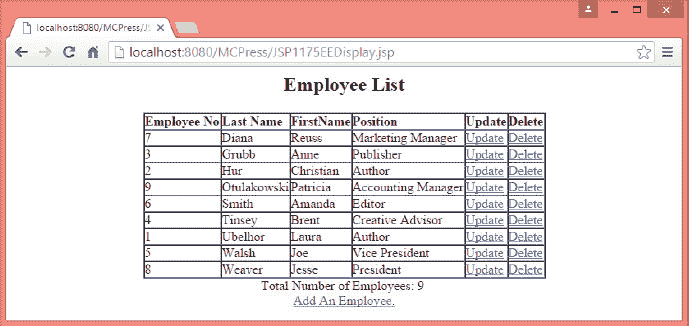 localhost:8080/MCPress/JS
localhost:8080/MCPress/JSP1175EEDisplay.jsp
Employee List
Employee No Last Name FirstName Position Update Delete
7 Diana Reuss Marketing Manager Update Delete
3 Grubb Anne Publisher Update Delete
2 Hur Christian Author Update Delete
9 Otulakowski Patricia Accounting Manager Update Delete
6 Smith Amanda Editor Update Delete
4 Tinsey Brent Creative Advisor Update Delete
1 Ubelhor Laura Author Update Delete
5 Walsh Joe Vice President Update Delete
8 Weaver Jesse President Update Delete
Total Number of Employees: 9
Add An Employee.